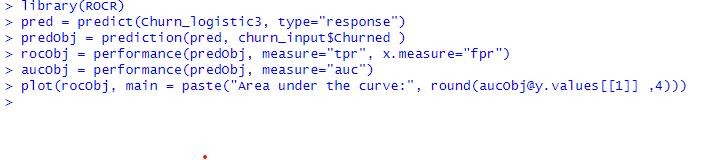 > library(ROCR)
> pred = predict(Churn_logistic3, type="response")
> predObj = prediction(pred, churn_input$Churned )
> rocObj = performance(predObj, measure="tpr", x.measure="fpr")
> aucObj = performance(predObj, measure="auc")
> plot(rocObj, main = paste("Area under the curve:", round(aucObj@y.values[[1]] ,4)))
>